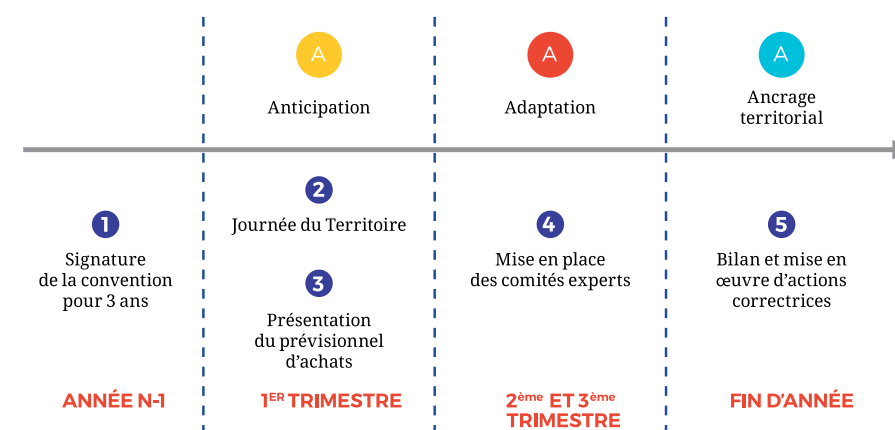 A
Anticipation
A
Adaptation
A
Ancrage
territorial
1
Signature
de la convention
pour 3 ans
2
Journée du Territoire
3
Présentation
du prévisionnel
d’achats
4
Mise en place
des comités experts
5
Bilan et mise en
œuvre d’actions
correctrices
ANNÉE N-1
1ER TRIMESTRE
2ème ET 3ème
TRIMESTRE
FIN D’ANNÉE